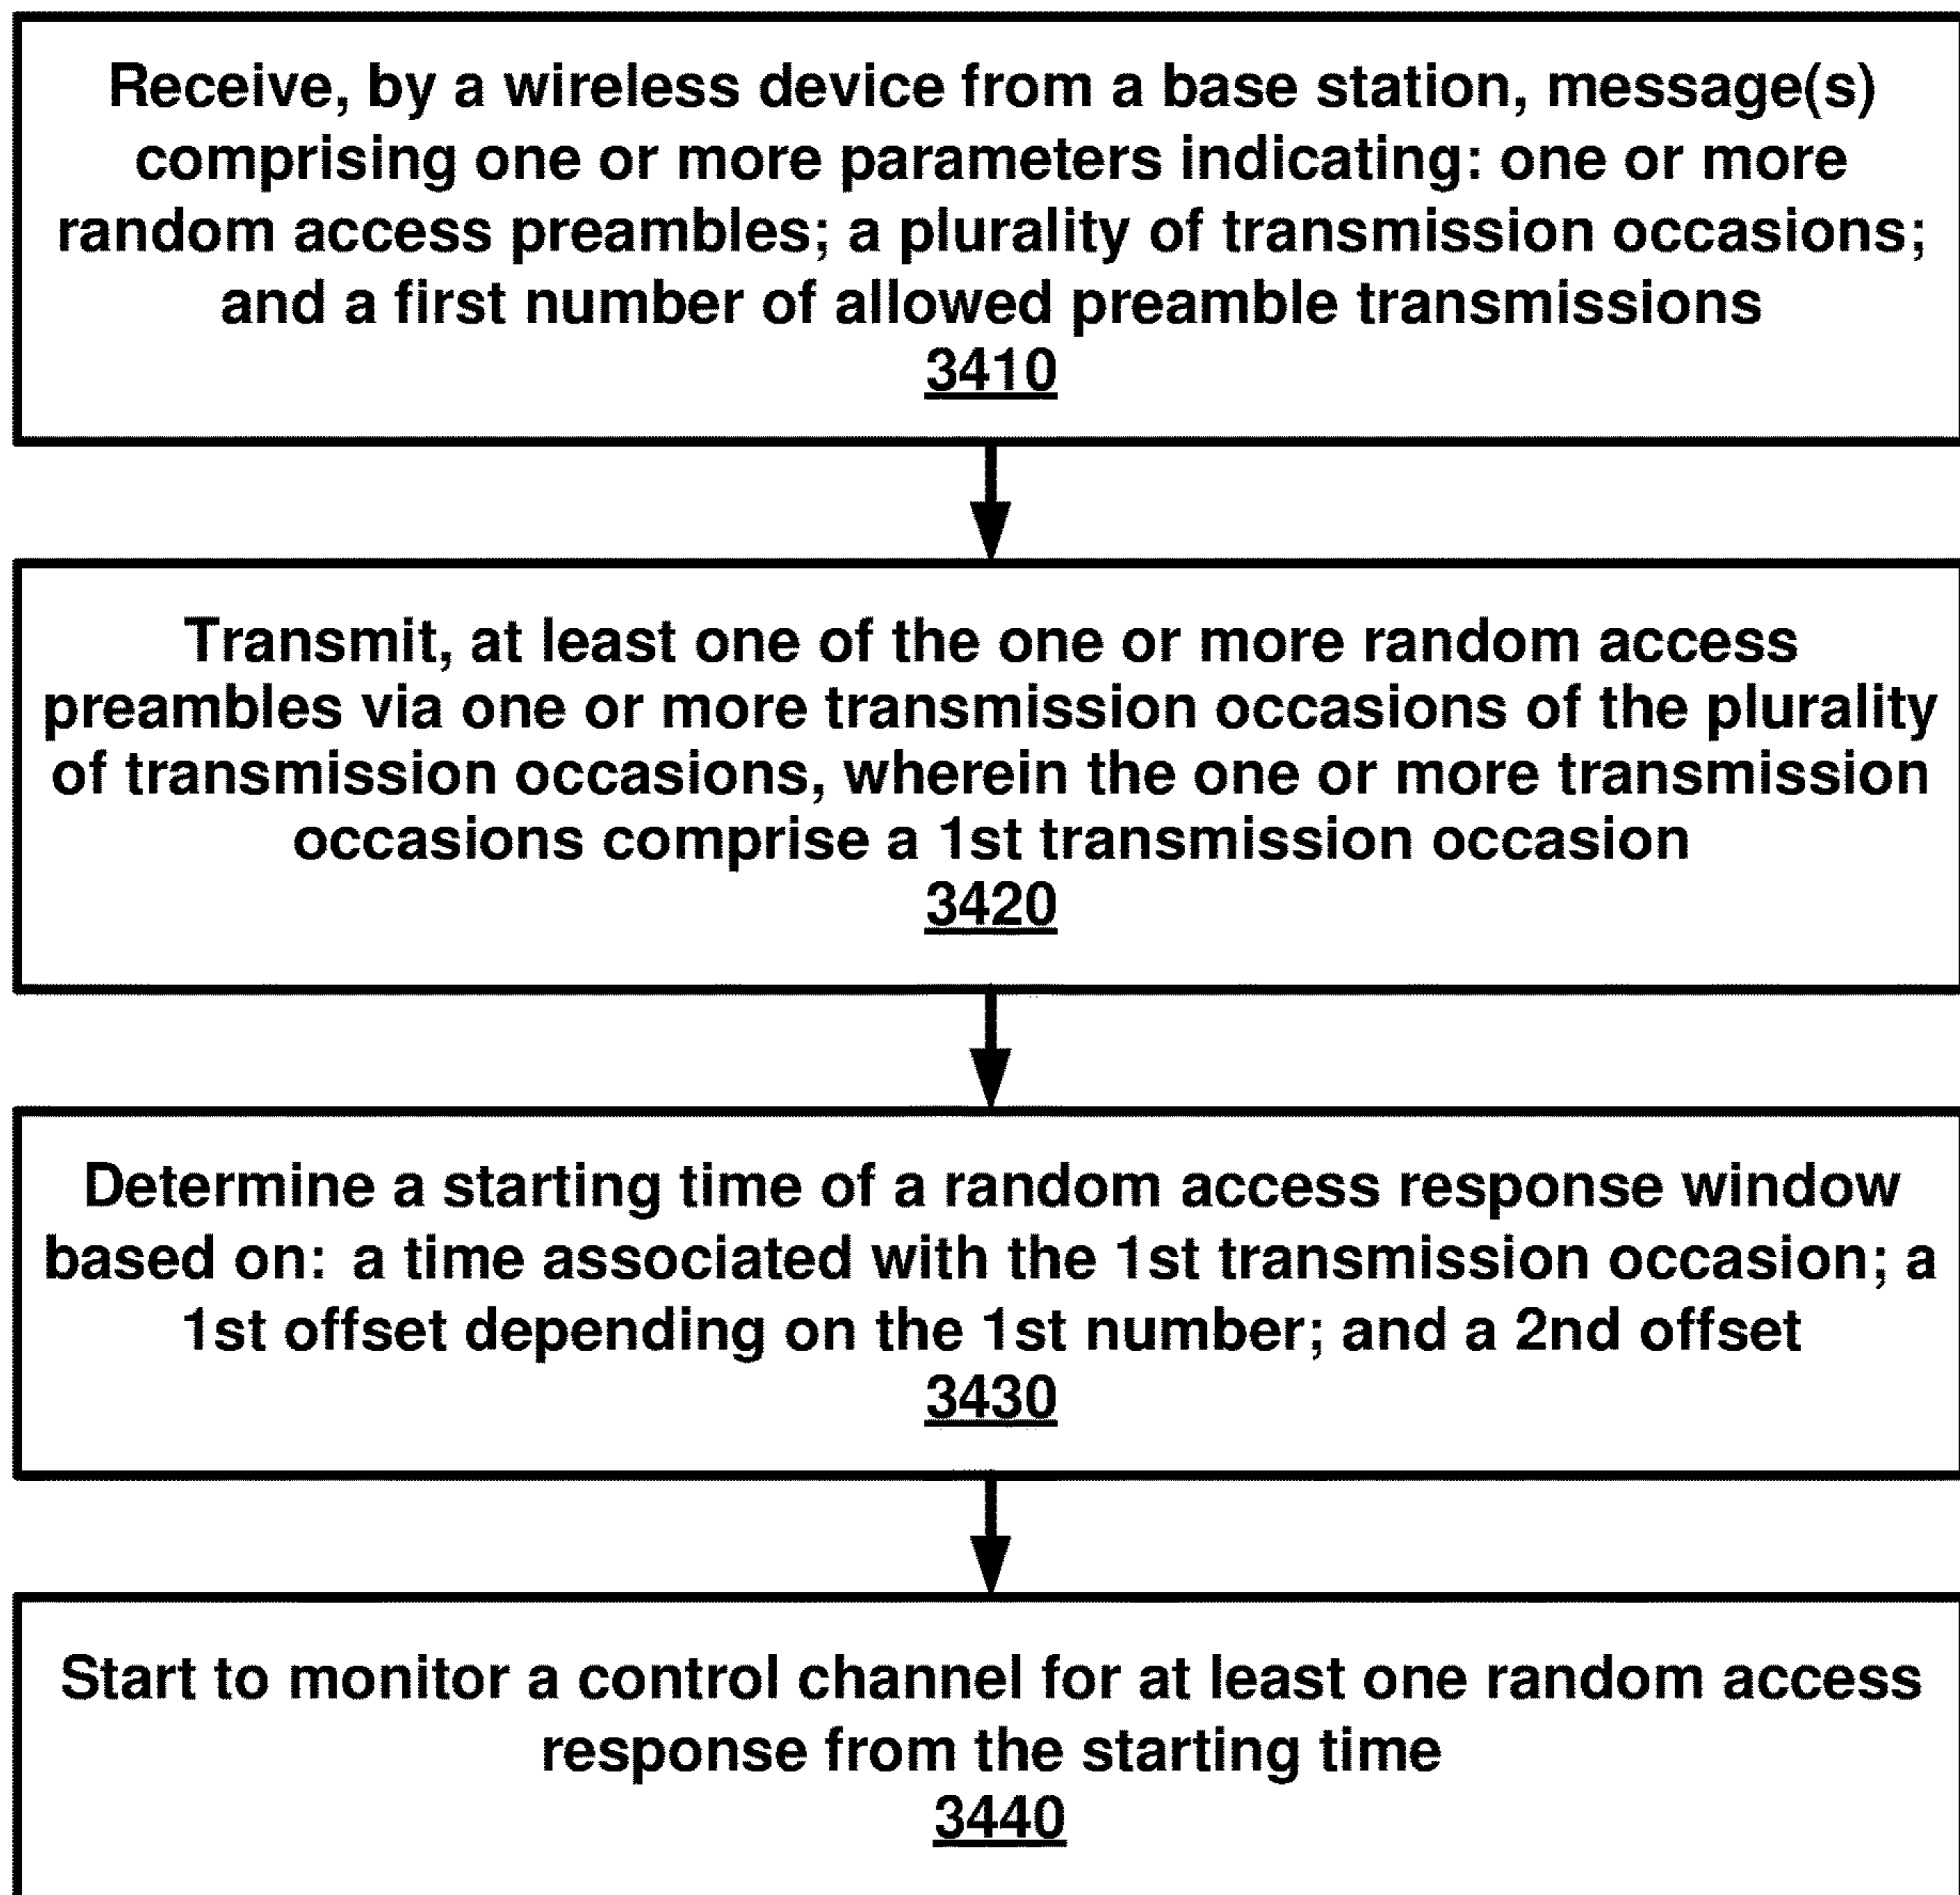 Receive, by a wireless device from a base station, message(s)
comprising one or more parameters indicating: one or more
random access preambles; a plurality of transmission occasions;
and a first number of allowed preamble transmissions
3410
Transmit, at least one of the one or more random access
preambles via one or more transmission occasions of the plurality
of transmission occasions, wherein the one or more transmission
occasions comprise a 1st transmission occasion
3420
Determine a starting time of a random access response window
based on: a time associated with the 1st transmission occasion; a
1st offset depending on the 1st number; and a 2nd offset
3430
Start to monitor a control channel for at least one random access
response from the starting time
3440